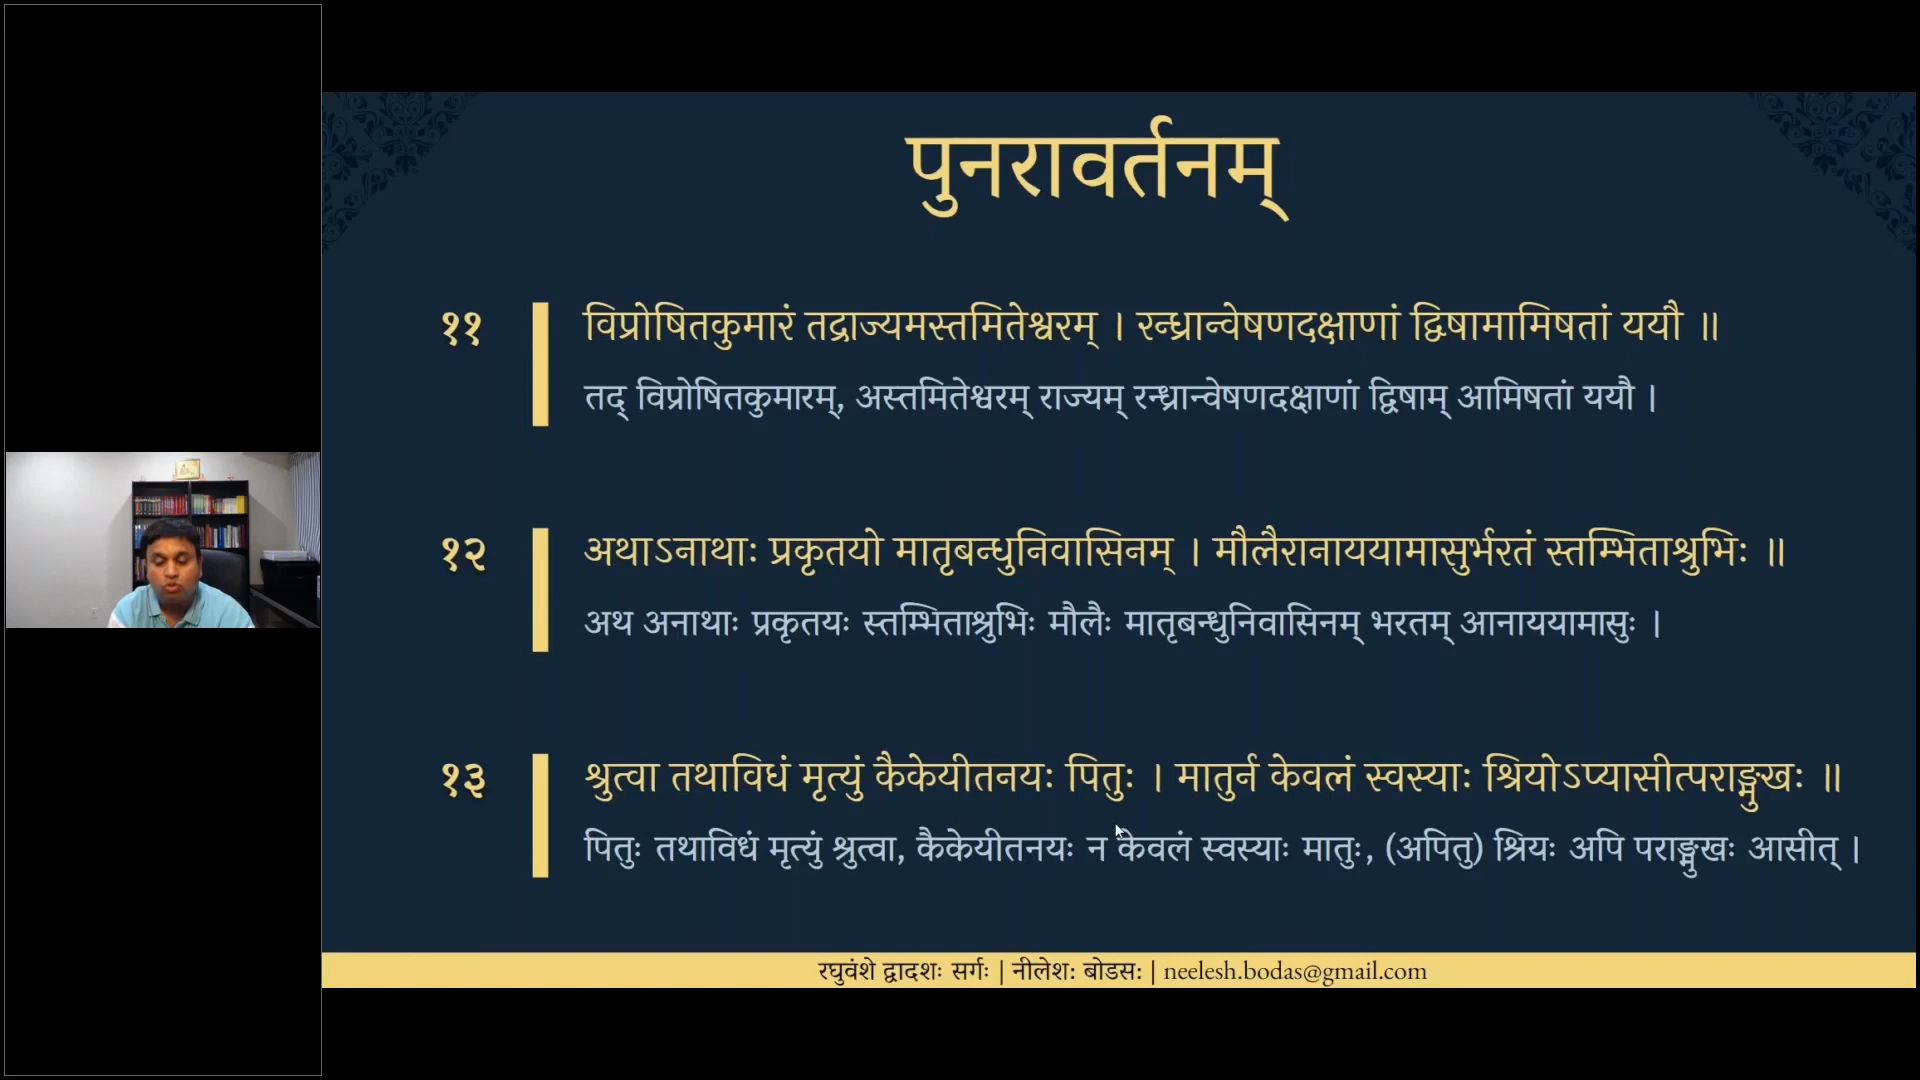 पुनरावर्तनम्
११
विप्रोषितकुमारं तद्राज्यमस्तमितेश्वरम् । रन्ध्रान्वेषणदक्षाणां द्विषामामिषतां ययौ ॥
तद् विप्रोषितकुमारम्, अस्तमितेश्वरम् राज्यम् रन्ध्रान्वेषणदक्षाणां द्विषाम् आमिषतां ययौ ।
१२
अथाऽनाथाः प्रकृतयो मातृबन्धुनिवासिनम् । मौलैरानाययामासुर्भरतं स्तम्भिताश्रुभिः ॥
अथ अनाथाः प्रकृतयः स्तम्भिताश्रुभिः मौलैः मातृबन्धुनिवासिनम् भरतम् आनाययामासुः ।
१३
श्रुत्वा तथाविधं मृत्युं कैकेयीतनयः पितुः । मातुर्न केवलं स्वस्याः श्रियोऽप्यासीत्पराङ्मुखः ॥
पितुः तथाविधं मृत्युं श्रुत्वा, कैकेयीतनयः न केवलं स्वस्याः मातुः, (अपितु) श्रियः अपि पराङ्मुखः आसीत् ।
रघुवंशे द्वादशः सर्गः | नीलेशः बोडसः | neelesh.bodas@gmail.com